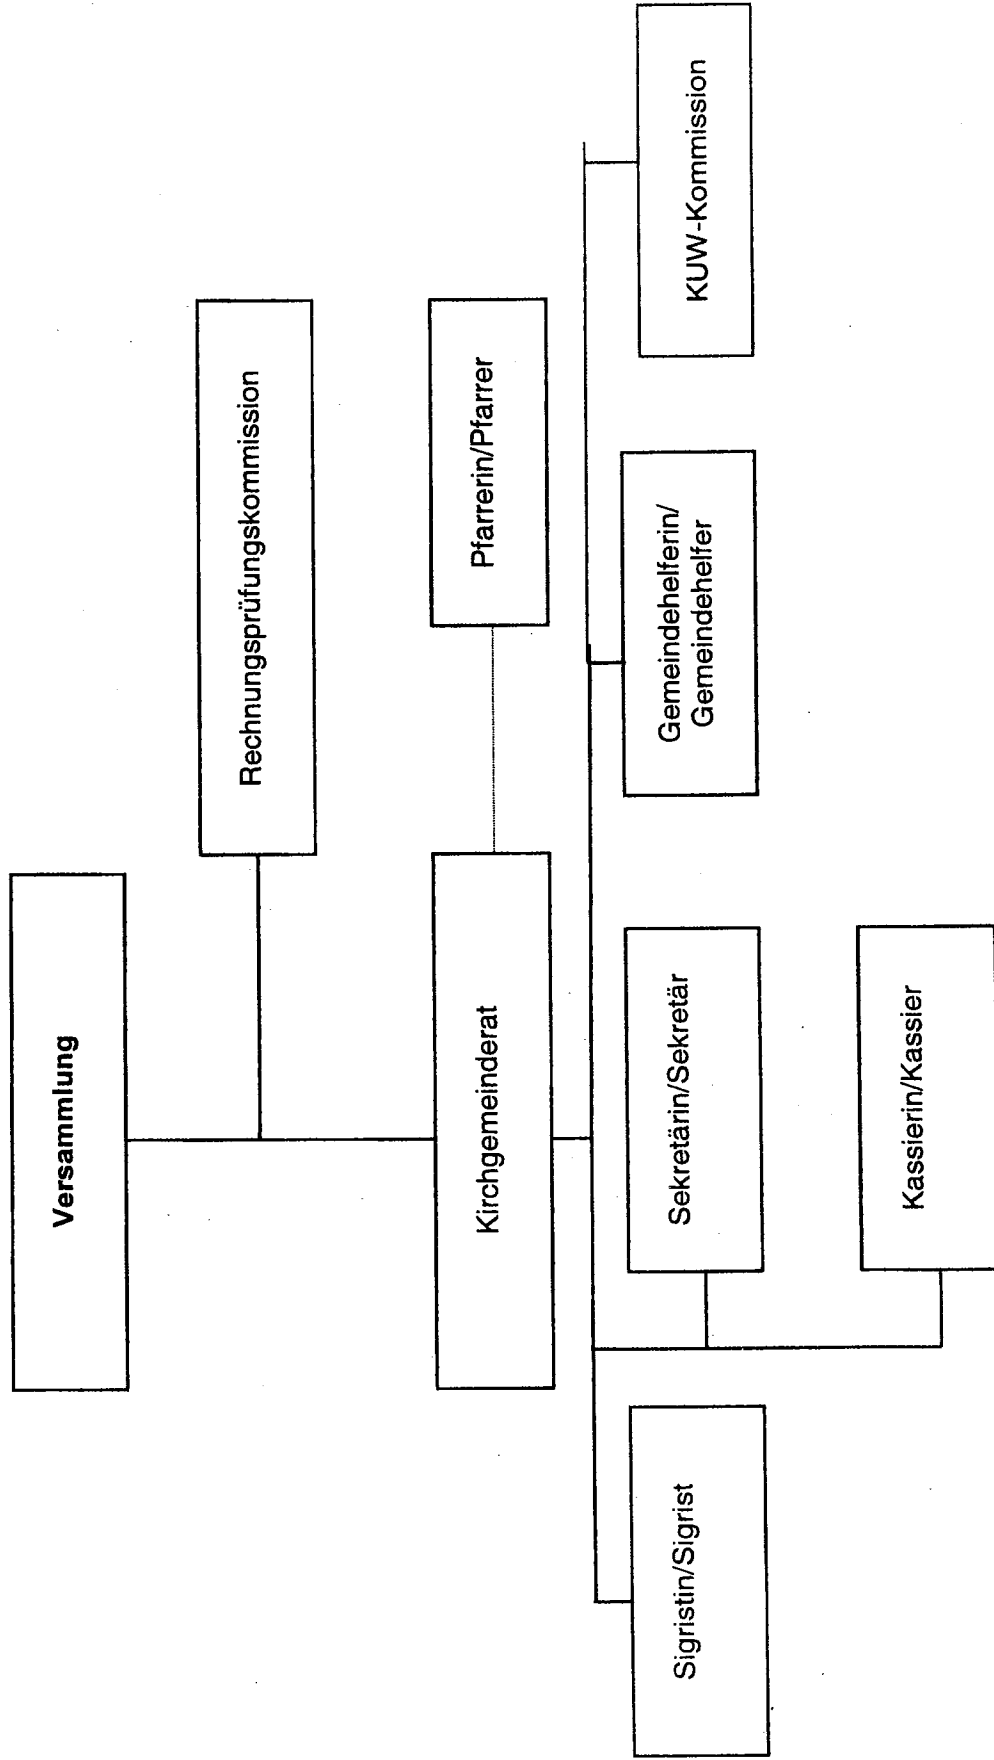 Versammlung
Rechnungsprüfungskommission
Kirchgemeinderat
Pfarrerin/Pfarrer
Sigristin/Sigrist
Sekretärin/Sekretär
Gemeindehelferin/
Gemeindehelfer
KUW-Kommission
Kassierin/Kassier